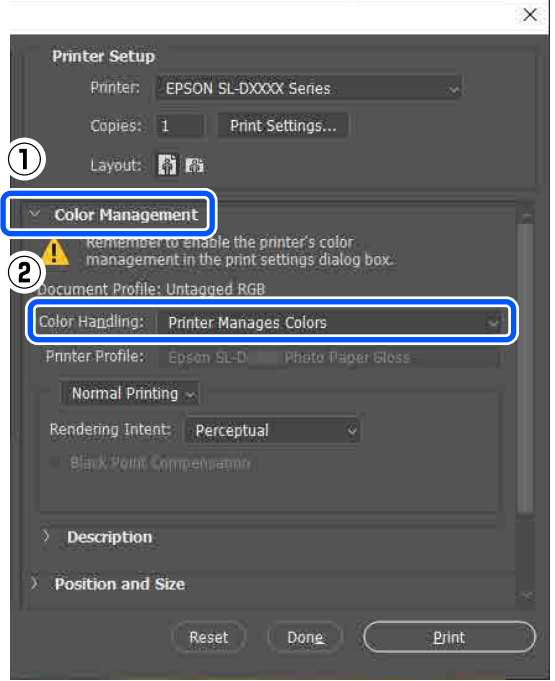 Printer Setup
Printer: EPSON SL-DXXXX Series
Copies: 1 Print Settings...
①
Layout:
Color Management
Remember to enable the printer's color
management in the print settings dialog box.
②
Document Profile: Untagged RGB
Color Handling: Printer Manages Colors
Printer Profile: Epson SL-D Photo Paper Gloss
Normal Printing
Rendering Intent: Perceptual
Black Point Compensation
Description
Position and Size
Reset Done Print